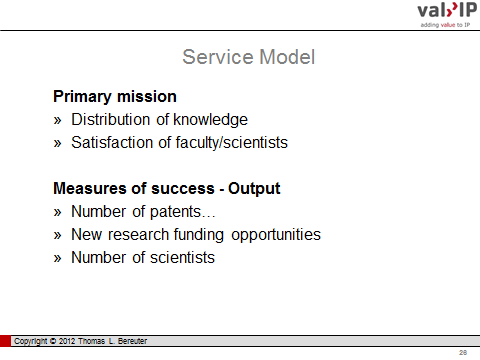 val IP
adding value to IP
Service Model
Primary mission
» Distribution of knowledge
» Satisfaction of faculty/scientists
Measures of success - Output
» Number of patents…
» New research funding opportunities
» Number of scientists
Copyright © 2012 Thomas L. Bereuter
26